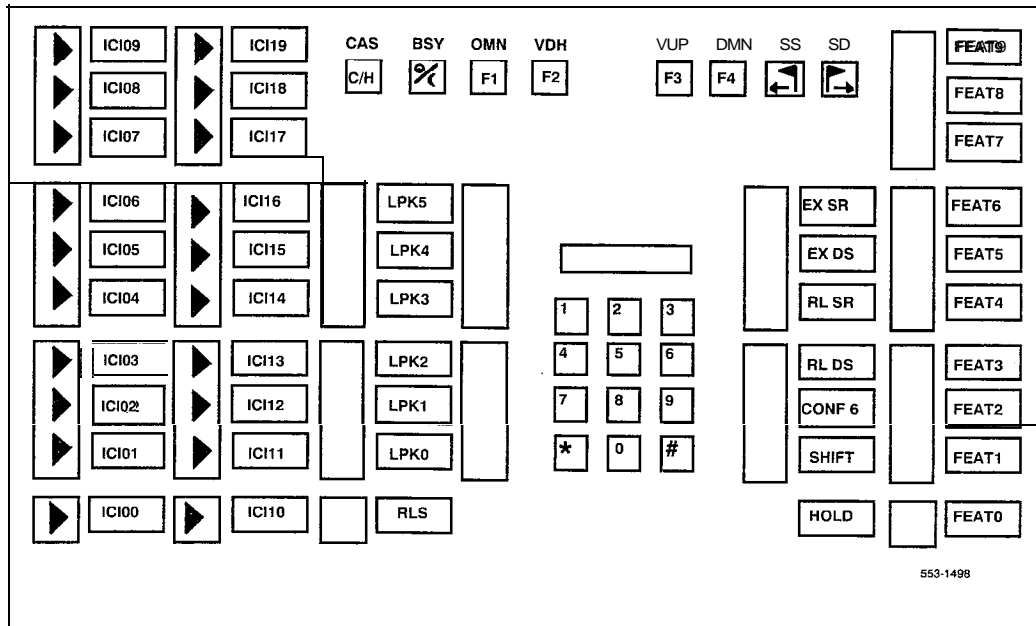 ICI09 ICI19 CAS BSY OMN VDH VUP DMN SS SD FEAT9
C/H F1 F2 F3 F4
ICI08 ICI18 FEAT8
ICI07 ICI17 FEAT7
ICI06 ICI16 LPK5 EX SR FEAT6
ICI05 ICI15 LPK4 EX DS FEAT5
ICI04 ICI14 LPK3 RL SR FEAT4
1 2 3
ICI03 ICI13 LPK2 4 5 6 RL DS FEAT3
ICI02 ICI12 LPK1 7 8 9 CONF 6 FEAT2
ICI01 ICI11 LPK0 * 0 # SHIFT FEAT1
ICI00 ICI10 RLS HOLD FEAT0
553-1498